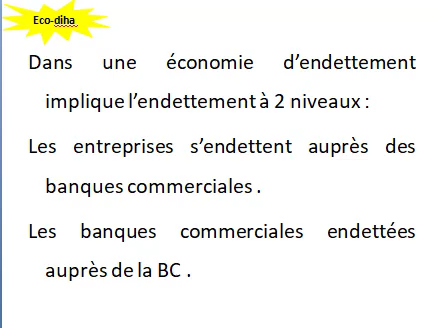 Eco-diha
Dans une économie d’endettement
implique l’endettement à 2 niveaux :
Les entreprises s’endettent auprès des
banques commerciales .
Les banques commerciales endettées
auprès de la BC .